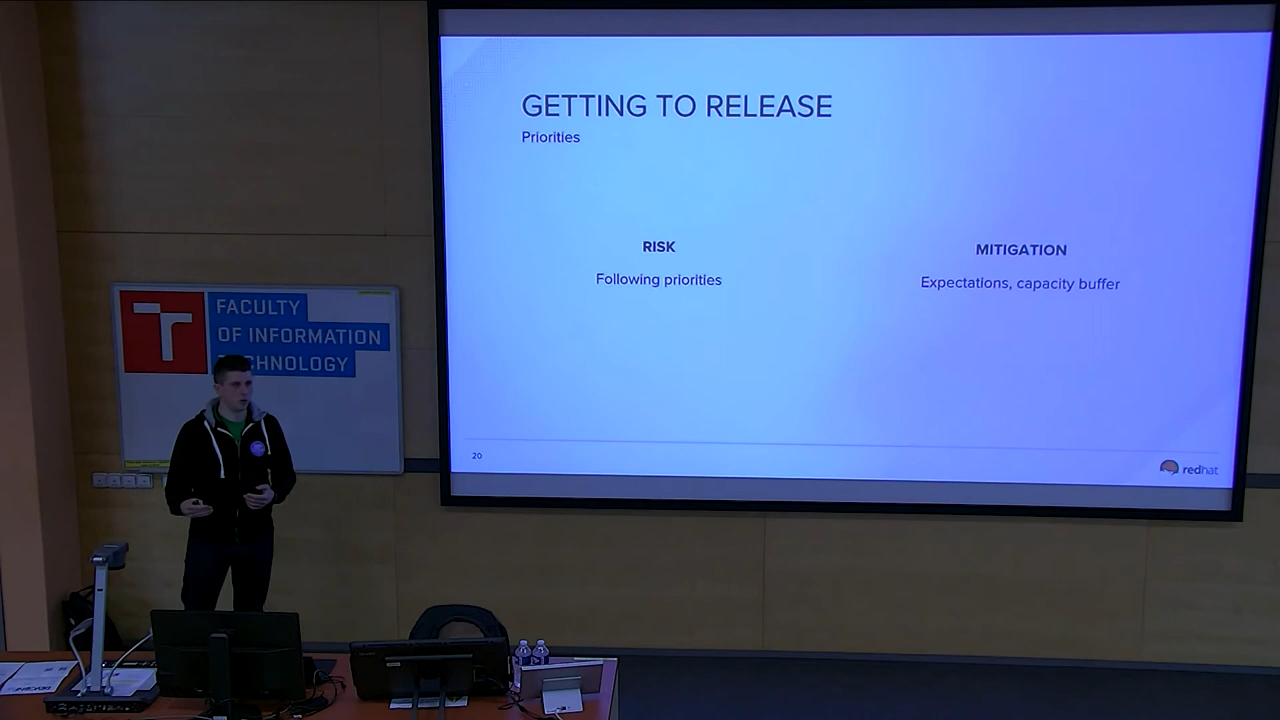 GETTING TO RELEASE
Priorities
RISK
Following priorities
MITIGATION
Expectations, capacity buffer
20
redhat
FACULTY
OF INFORMATION
TECHNOLOGY